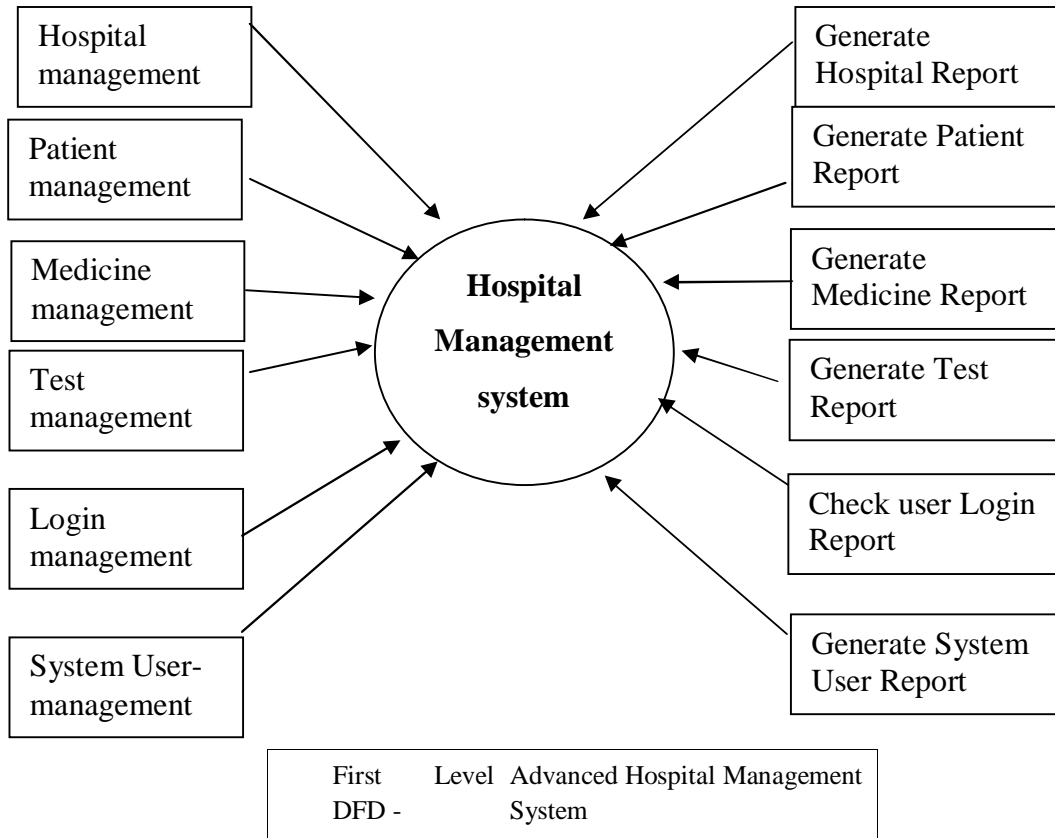 Hospital
management
Patient
management
Medicine
management
Test
management
Login
management
System User-
management
Hospital
Management
system
Generate
Hospital Report
Generate Patient
Report
Generate
Medicine Report
Generate Test
Report
Check user Login
Report
Generate System
User Report
First Level Advanced Hospital Management
DFD - System